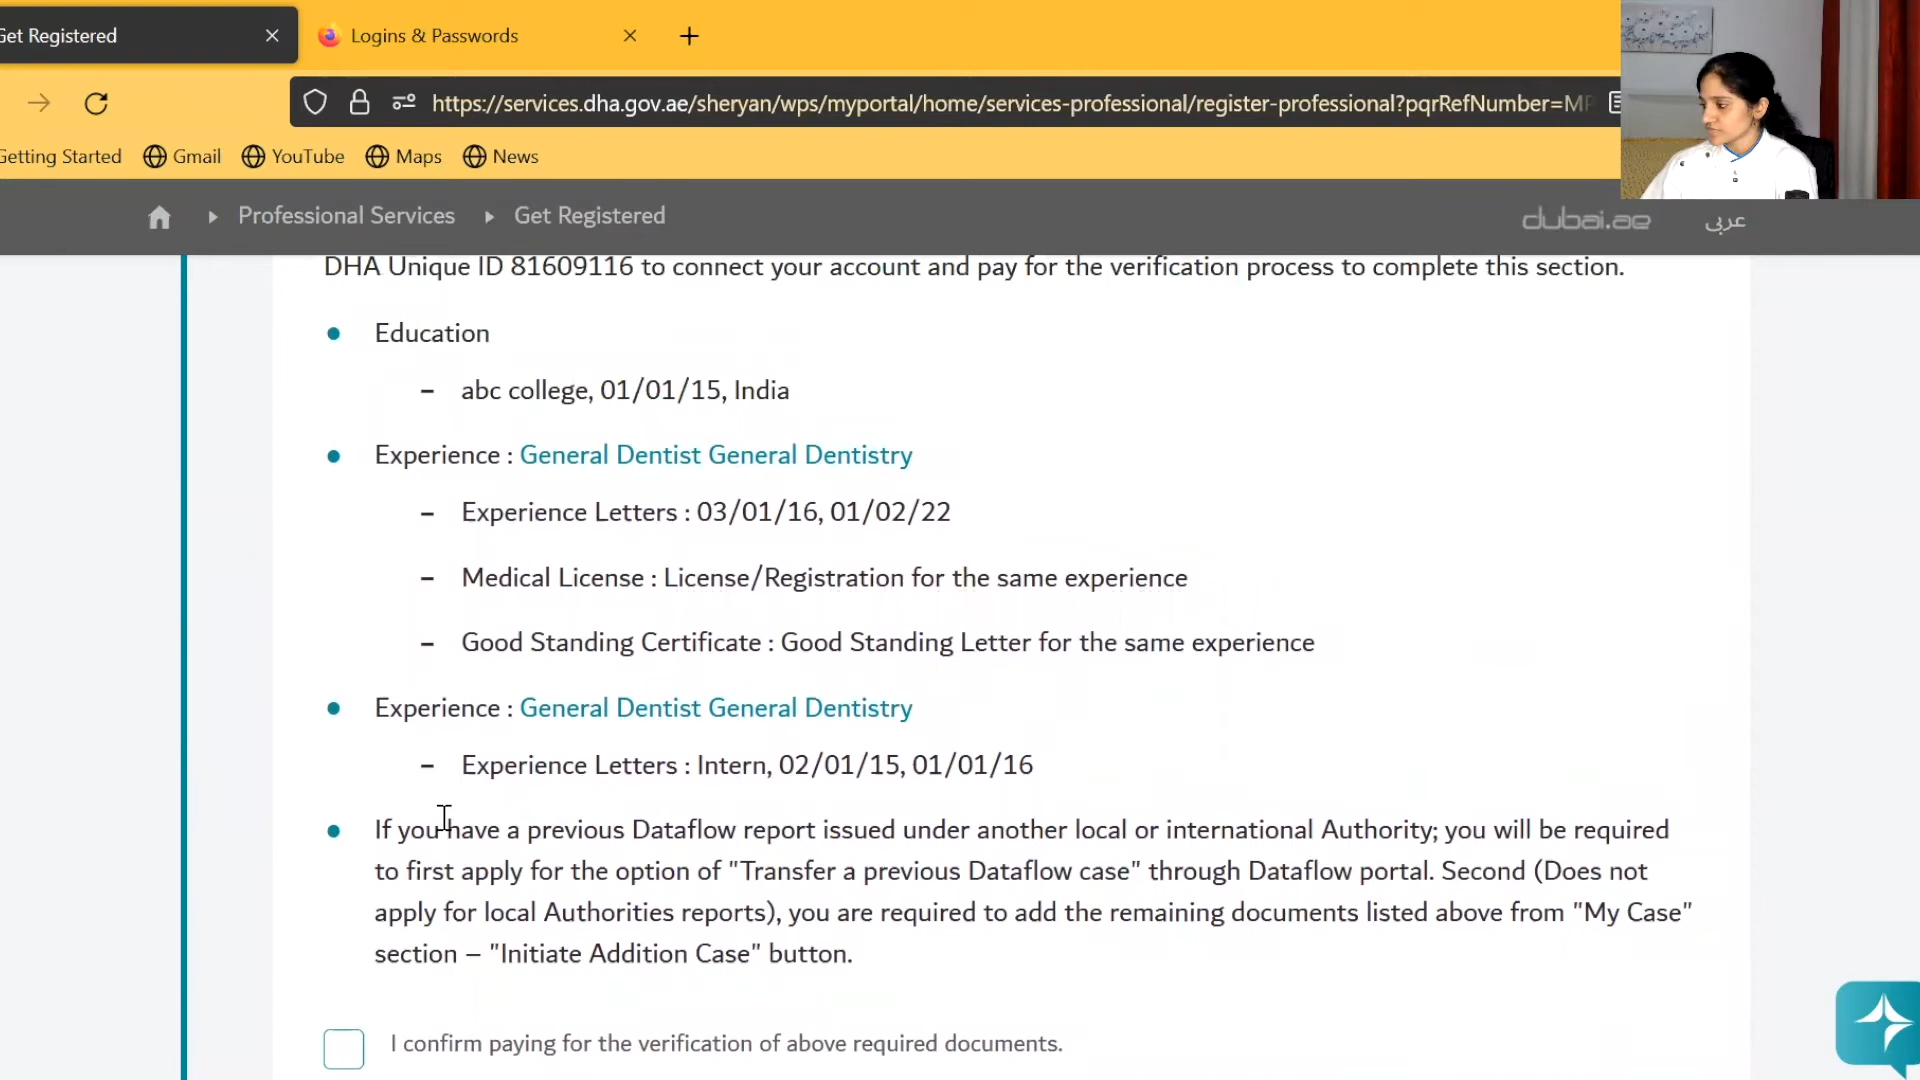 Get Registered
Logins & Passwords
https://services.dha.gov.ae/sheryan/wps/myportal/home/services-professional/register-professional?pqrRefNumber=MP
Getting Started
Gmail
YouTube
Maps
News
Professional Services
Get Registered
dubai.ae
عربى
DHA Unique ID 81609116 to connect your account and pay for the verification process to complete this section.
Education
– abc college, 01/01/15, India
Experience : General Dentist General Dentistry
– Experience Letters : 03/01/16, 01/02/22
– Medical License : License/Registration for the same experience
– Good Standing Certificate : Good Standing Letter for the same experience
Experience : General Dentist General Dentistry
– Experience Letters : Intern, 02/01/15, 01/01/16
If you have a previous Dataflow report issued under another local or international Authority; you will be required
to first apply for the option of "Transfer a previous Dataflow case" through Dataflow portal. Second (Does not
apply for local Authorities reports), you are required to add the remaining documents listed above from "My Case"
section – "Initiate Addition Case" button.
I confirm paying for the verification of above required documents.